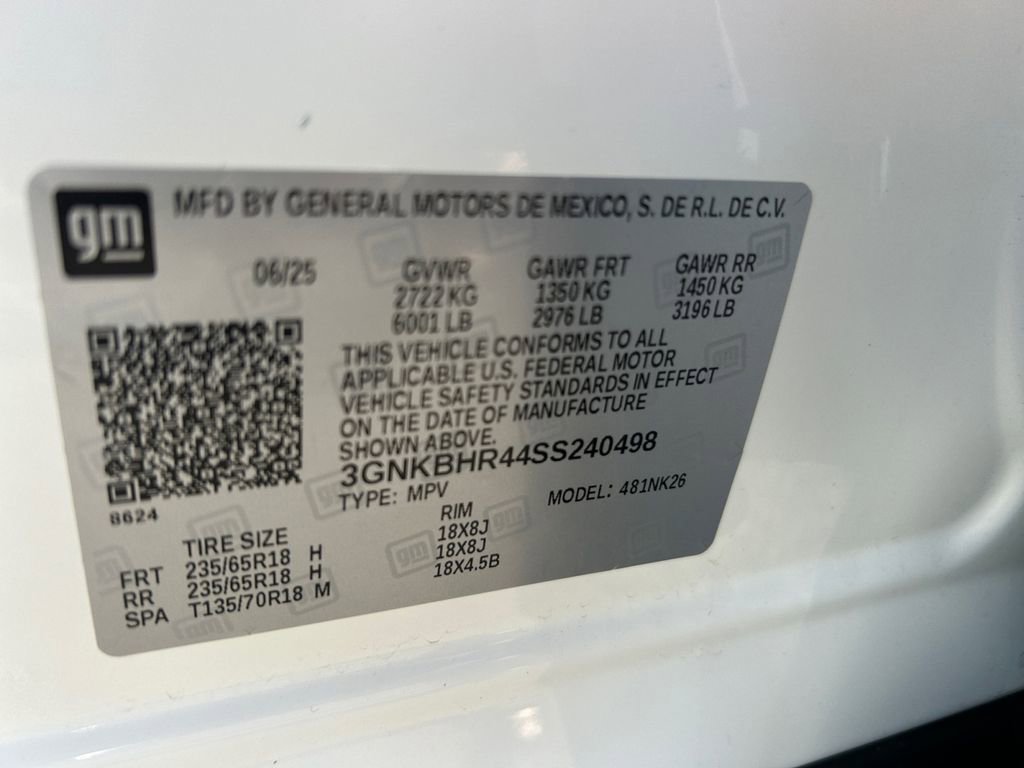 gm MFD BY GENERAL MOTORS DE MEXICO, S. DE R.L. DE C.V.
06/25 GVWR GAWR FRT GAWR RR
2722 KG 1350 KG 1450 KG
6001 LB 2976 LB 3196 LB
THIS VEHICLE CONFORMS TO ALL
APPLICABLE U.S. FEDERAL MOTOR
VEHICLE SAFETY STANDARDS IN EFFECT
ON THE DATE OF MANUFACTURE
SHOWN ABOVE.
3GNKBHR44SS240498
TYPE: MPV MODEL: 481NK26
8624
TIRE SIZE RIM
FRT 235/65R18 H 18X8J
RR 235/65R18 H 18X8J
SPA T135/70R18 M 18X4.5B